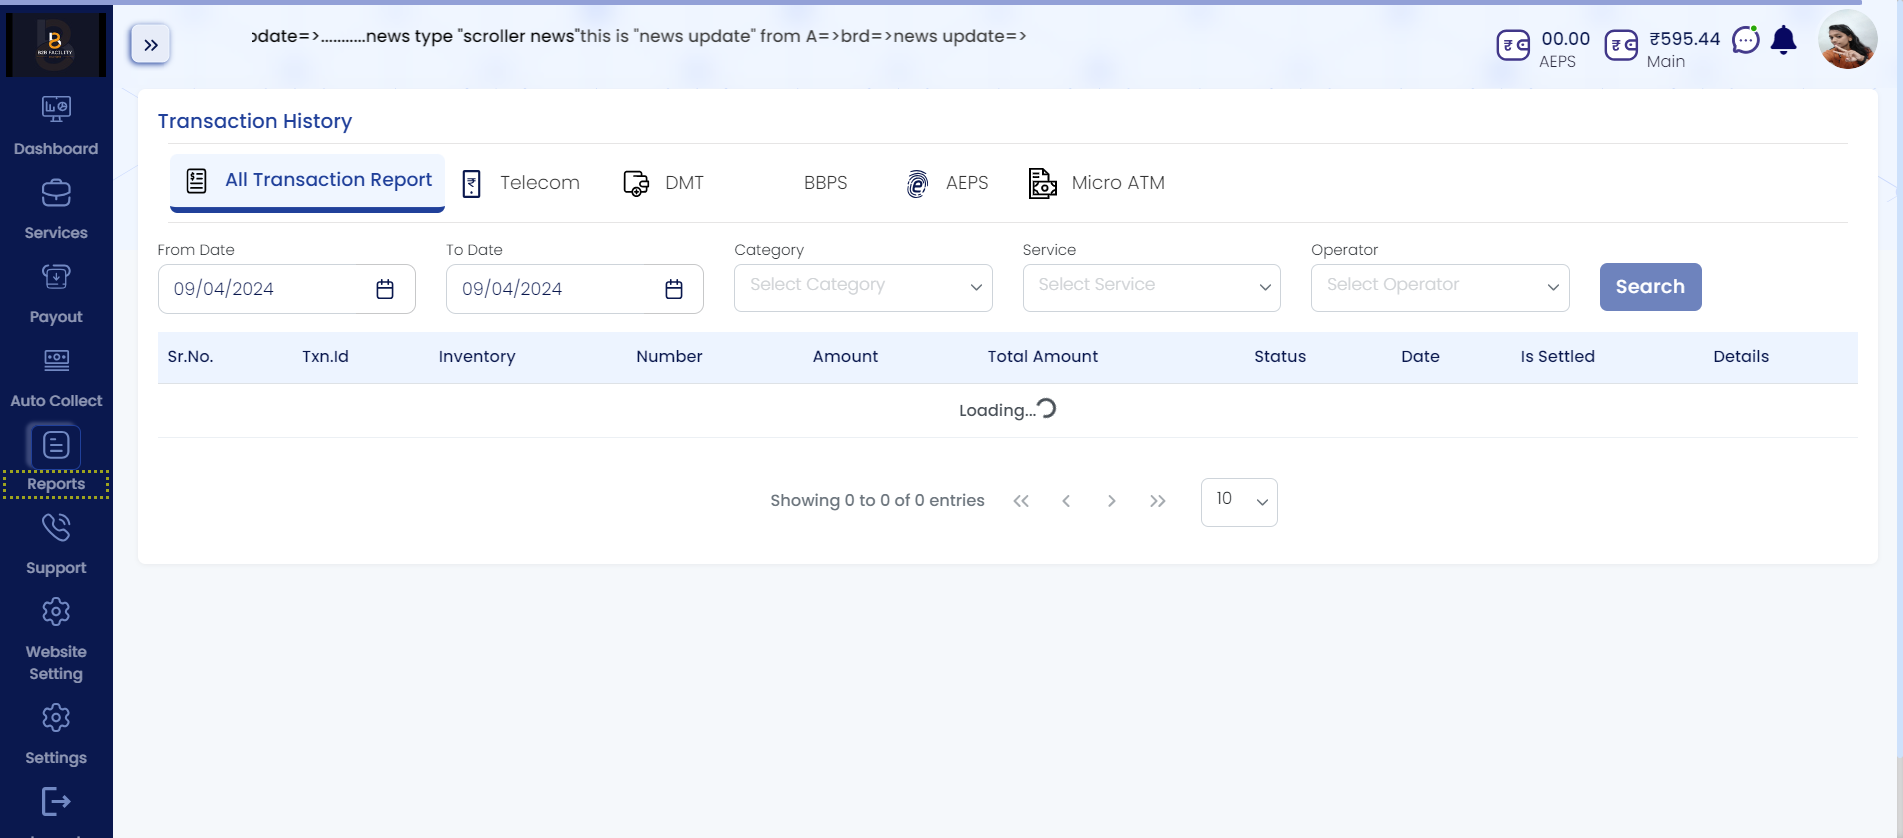 B2B FACILITY
pdate=>...........news type "scroller news"this is "news update" from A=>brd=>news update=>
00.00
AEPS
₹595.44
Main
Dashboard
Services
Payout
Auto Collect
Reports
Support
Website
Setting
Settings
Transaction History
All Transaction Report
Telecom
DMT
BBPS
AEPS
Micro ATM
From Date
To Date
Category
Service
Operator
09/04/2024
09/04/2024
Select Category
Select Service
Select Operator
Search
Sr.No.
Txn.Id
Inventory
Number
Amount
Total Amount
Status
Date
Is Settled
Details
Loading...
Showing 0 to 0 of 0 entries
10